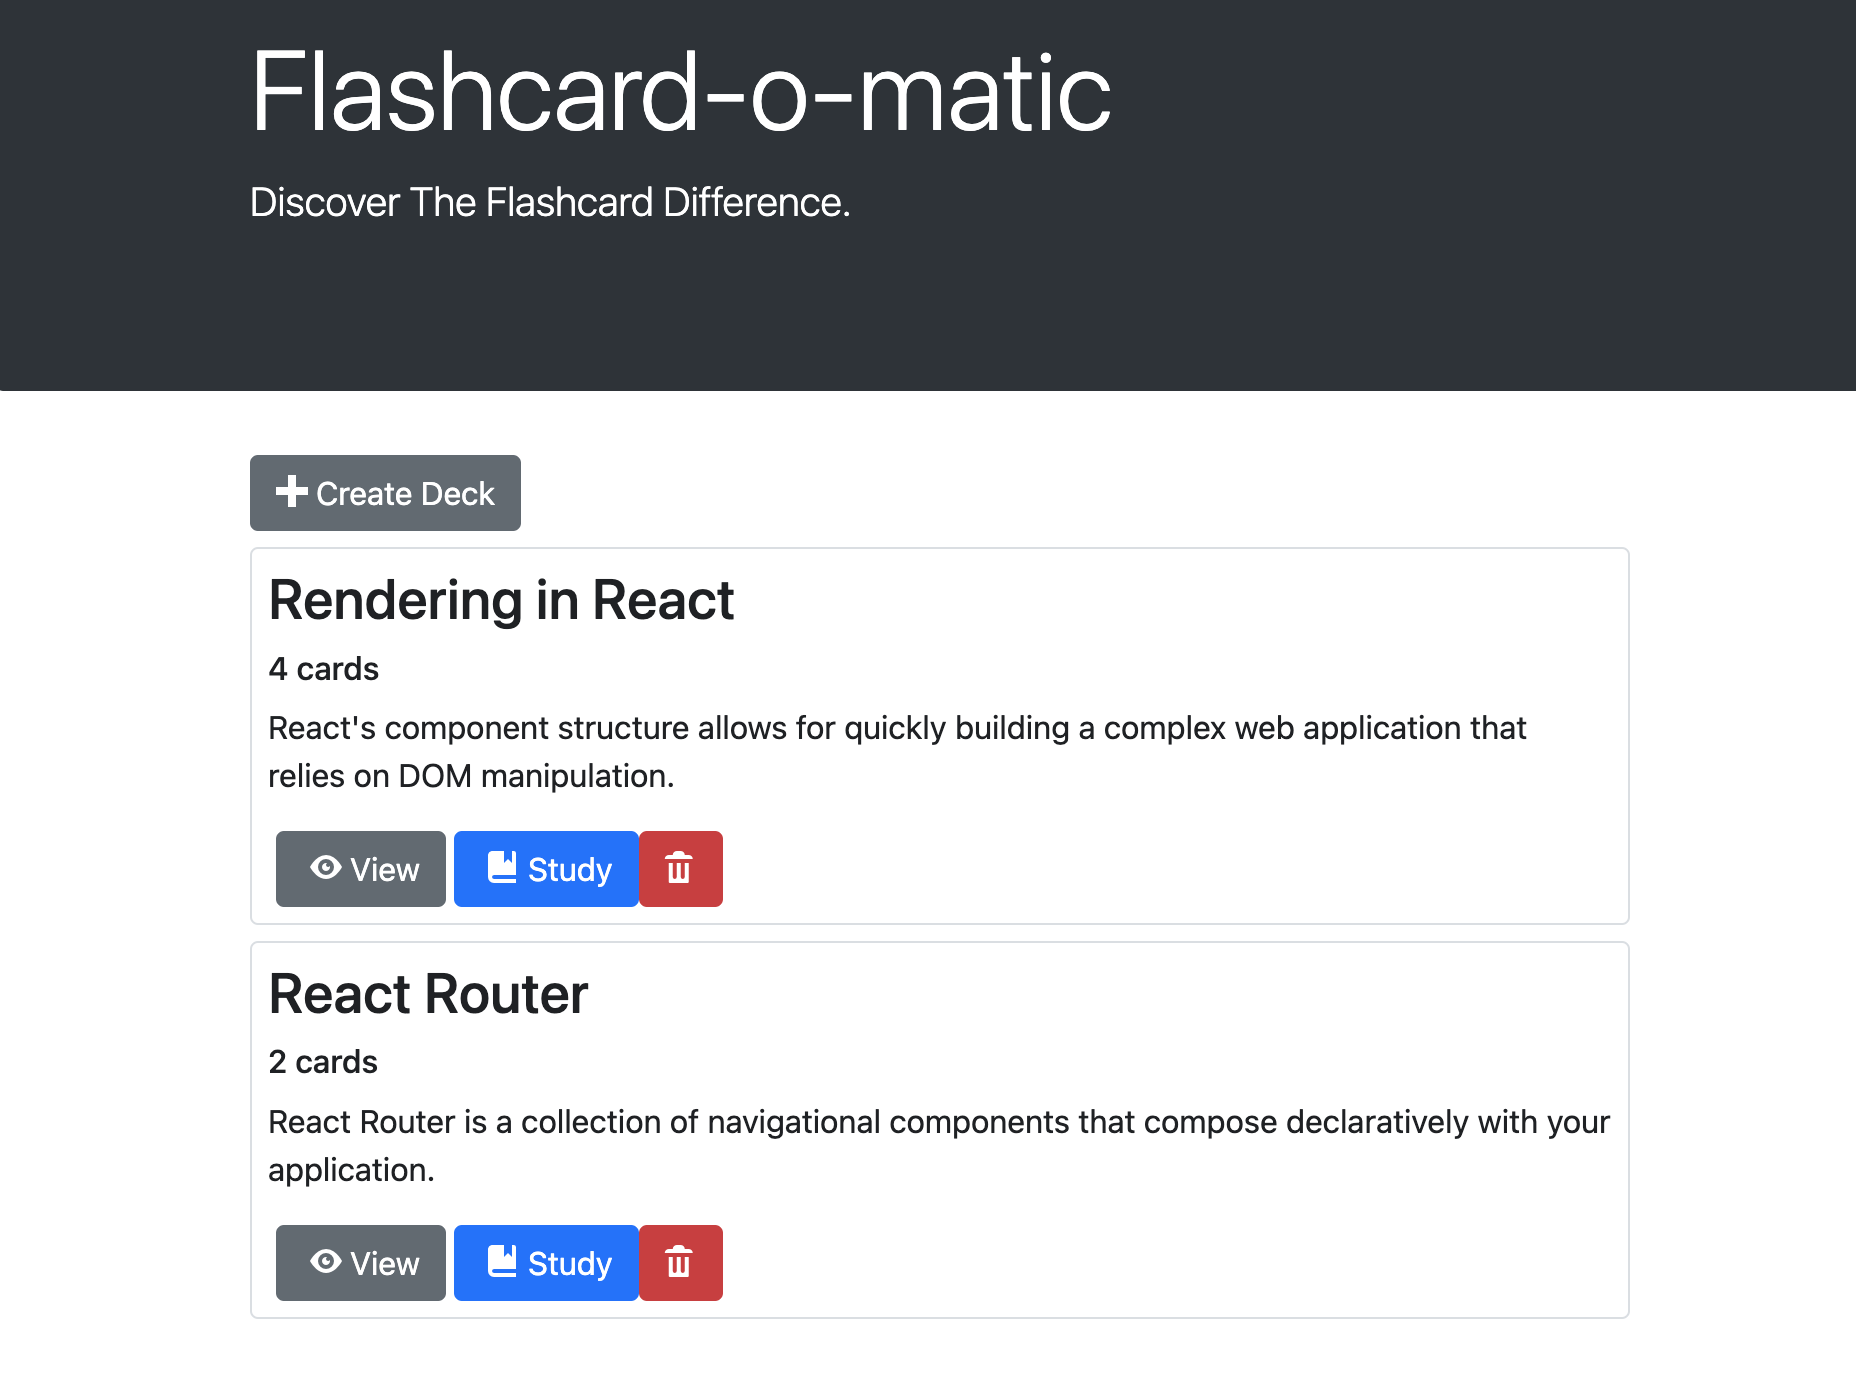 Flashcard-o-matic
Discover The Flashcard Difference.
Create Deck
Rendering in React
4 cards
React's component structure allows for quickly building a complex web application that
relies on DOM manipulation.
View Study
React Router
2 cards
React Router is a collection of navigational components that compose declaratively with your
application.
View Study